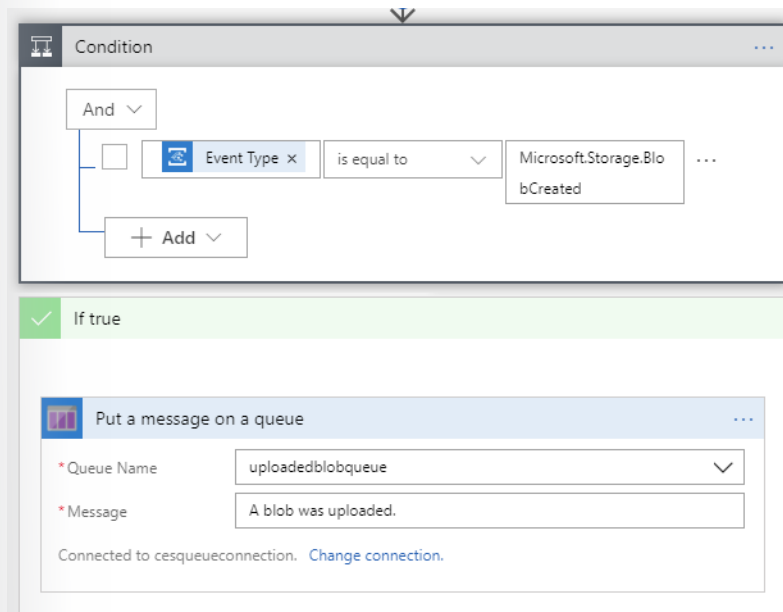 Condition
And
Event Type × is equal to Microsoft.Storage.Blo
bCreated
Add
If true
Put a message on a queue
*Queue Name uploadedblobqueue
*Message A blob was uploaded.
Connected to cesqueueconnection. Change connection.